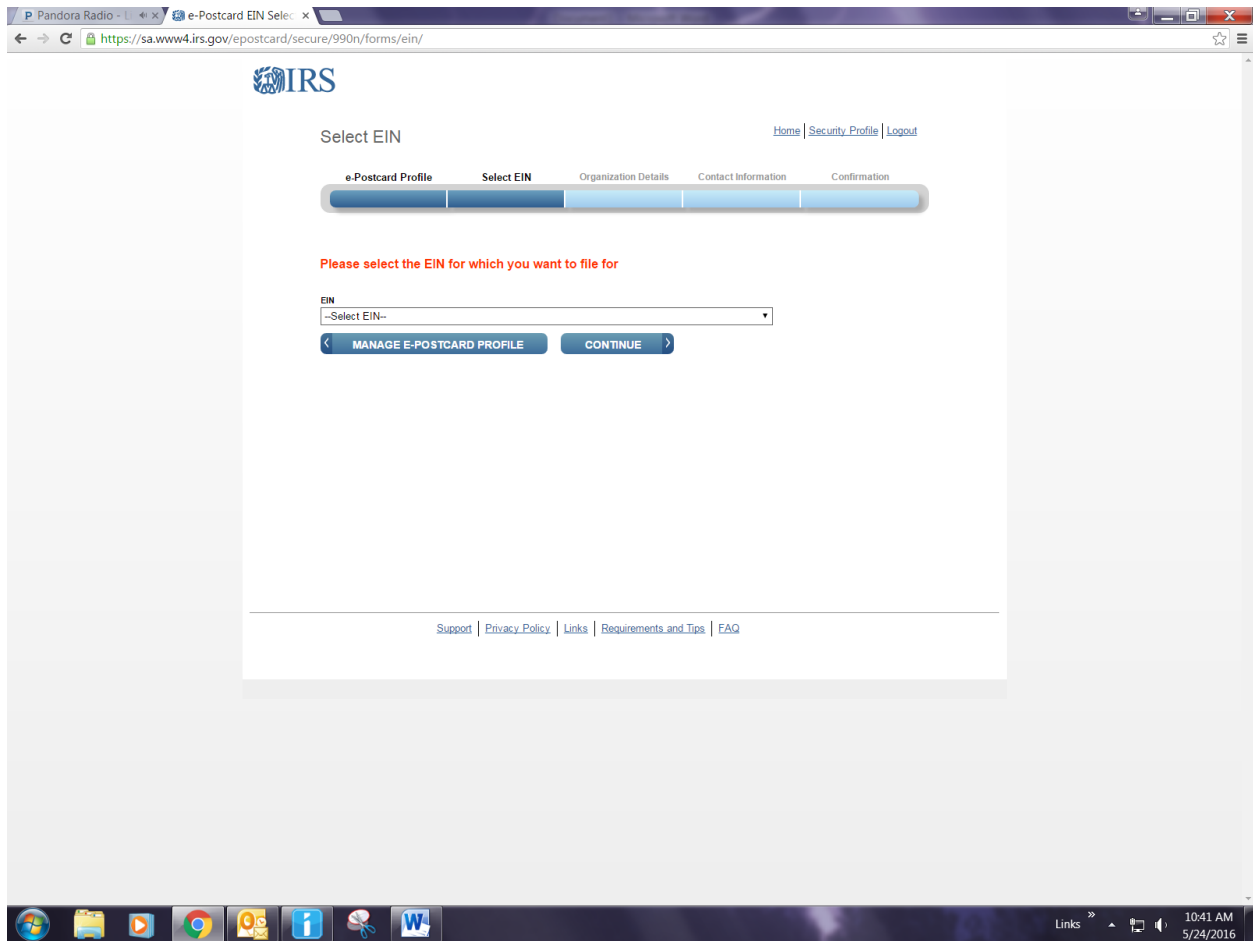 Pandora Radio - Li
e-Postcard EIN Selec
https://sa.www4.irs.gov/epostcard/secure/990n/forms/ein/
IRS
Select EIN
Home Security Profile Logout
e-Postcard Profile Select EIN Organization Details Contact Information Confirmation
Please select the EIN for which you want to file for
EIN
--Select EIN--
MANAGE E-POSTCARD PROFILE CONTINUE
Support Privacy Policy Links Requirements and Tips FAQ
Links
10:41 AM
5/24/2016